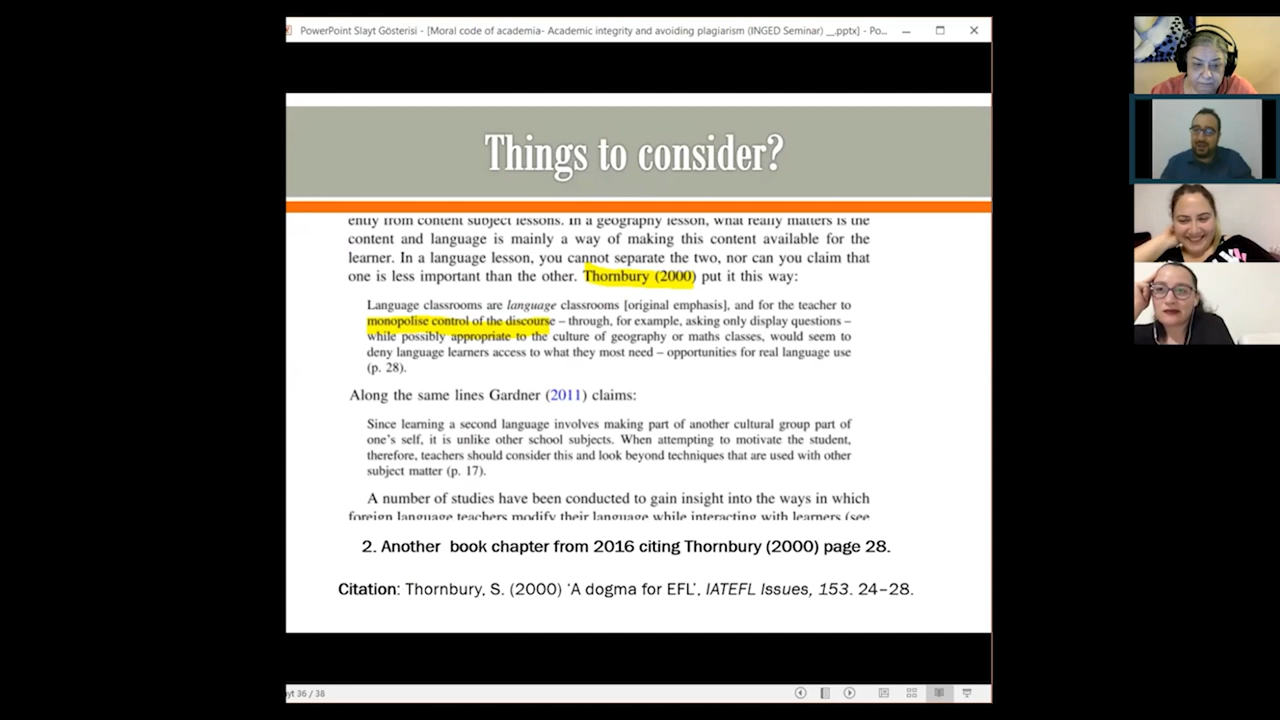 PowerPoint Slayt Gösterisi - [Moral code of academia- Academic integrity and avoiding plagiarism (INGED Seminar) __.pptx] - Po...
Things to consider?
ently from content subject lessons. In a geography lesson, what really matters is the
content and language is mainly a way of making this content available for the
learner. In a language lesson, you cannot separate the two, nor can you claim that
one is less important than the other. Thornbury (2000) put it this way:
Language classrooms are language classrooms [original emphasis], and for the teacher to
monopolise control of the discourse – through, for example, asking only display questions –
while possibly appropriate to the culture of geography or maths classes, would seem to
deny language learners access to what they most need – opportunities for real language use
(p. 28).
Along the same lines Gardner (2011) claims:
Since learning a second language involves making part of another cultural group part of
one's self, it is unlike other school subjects. When attempting to motivate the student,
therefore, teachers should consider this and look beyond techniques that are used with other
subject matter (p. 17).
A number of studies have been conducted to gain insight into the ways in which
foreign language teachers modify their language while interacting with learners (see
2. Another book chapter from 2016 citing Thornbury (2000) page 28.
Citation: Thornbury, S. (2000) 'A dogma for EFL', IATEFL Issues, 153. 24–28.
yt 36 / 38